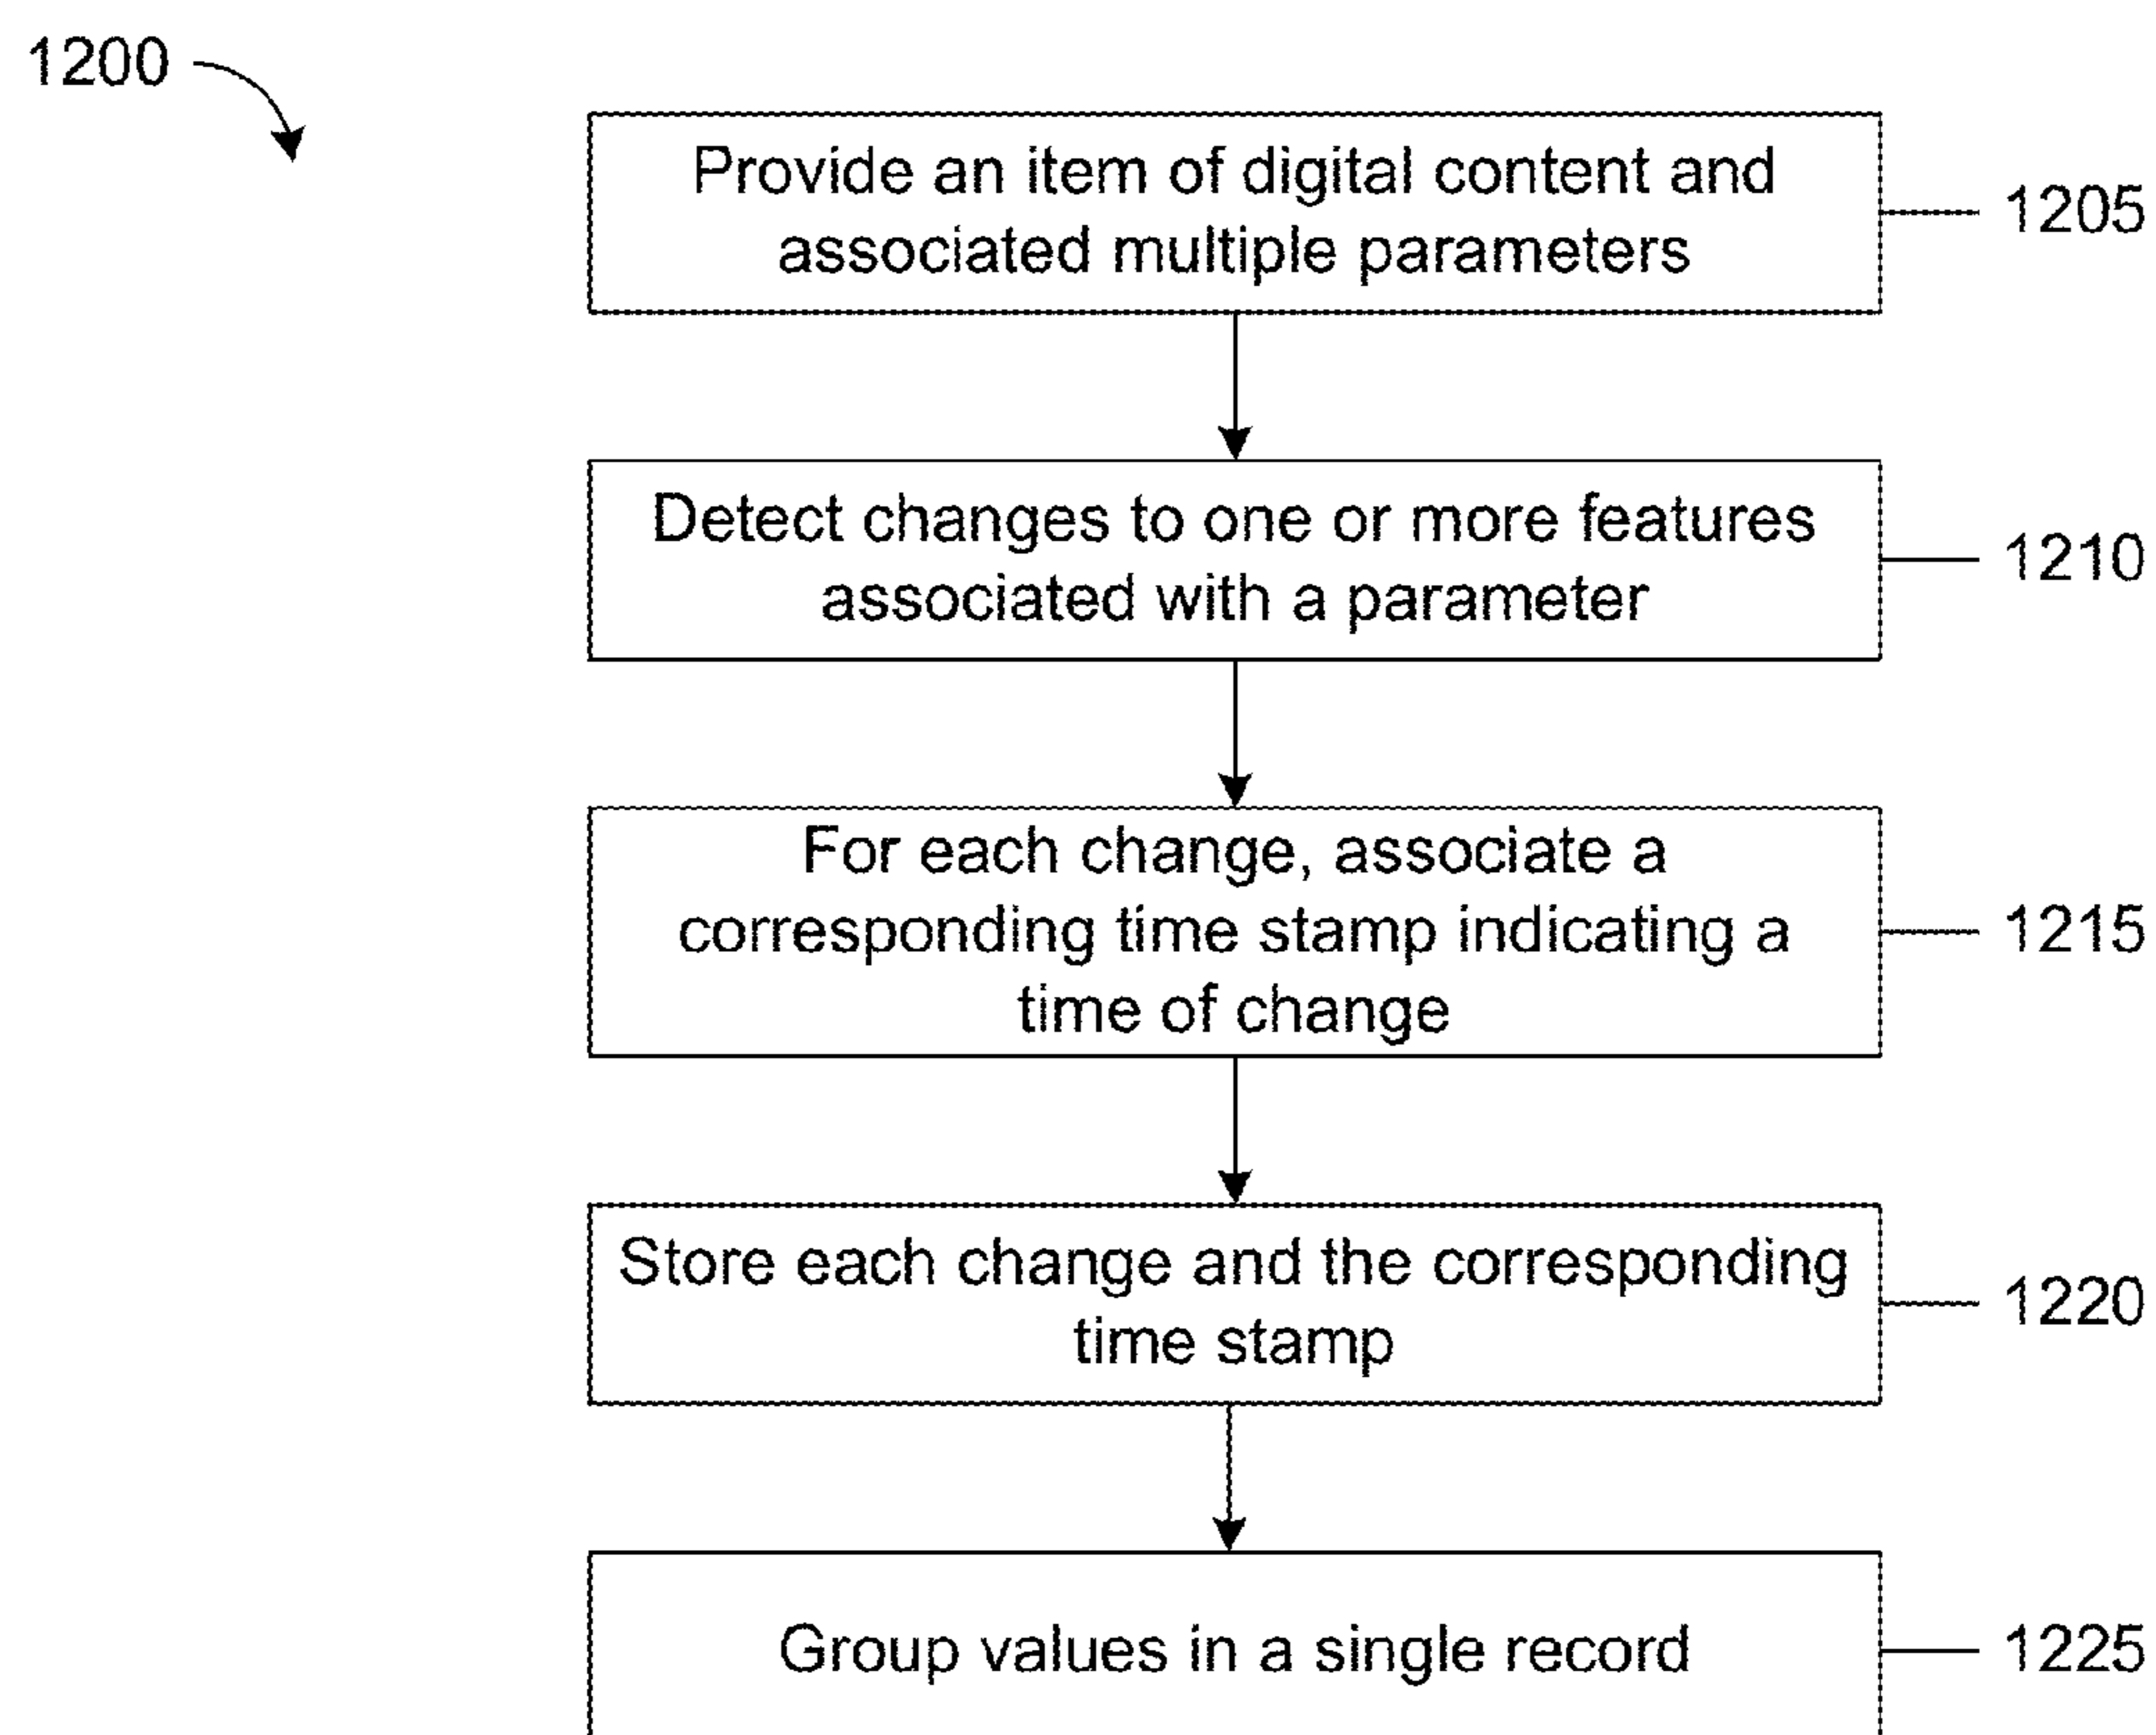 1200
Provide an item of digital content and
associated multiple parameters
1205
Detect changes to one or more features
associated with a parameter
1210
For each change, associate a
corresponding time stamp indicating a
time of change
1215
Store each change and the corresponding
time stamp
1220
Group values in a single record
1225